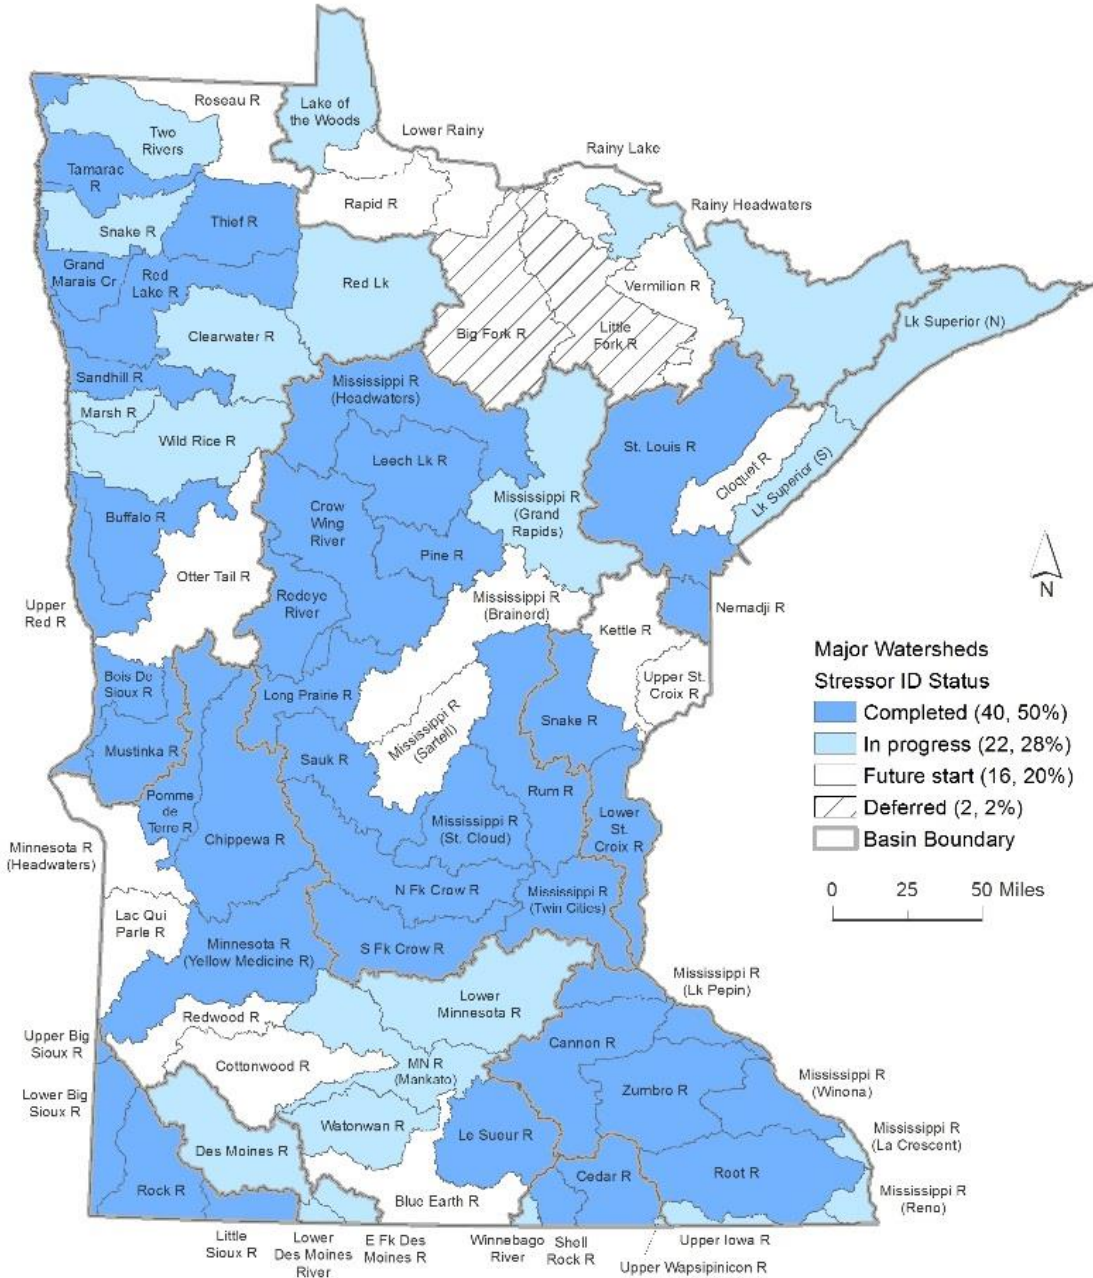 Roseau R
Lake of
the Woods
Two
Rivers
Lower Rainy
Rainy Lake
Tamarac
R
Rapid R
Rainy Headwaters
Thief R
Snake R
Grand
Marais Cr
Red
Lake R
Red Lk
Vermilion R
Lk Superior (N)
Clearwater R
Big Fork R
Little
Fork R
Sandhill R
Mississippi R
(Headwaters)
Marsh R
Wild Rice R
St. Louis R
Leech Lk R
Cloquet R
Lk Superior (S)
Mississippi R
(Grand
Rapids)
Crow
Wing
River
Buffalo R
Pine R
Otter Tail R
N
Redeye
River
Mississippi R
(Brainerd)
Nemadji R
Upper
Red R
Kettle R
Upper St.
Croix R
Bois De
Sioux R
Long Prairie R
Mississippi R
(Sartell)
Snake R
Mustinka R
Sauk R
Pomme
de
Terre R
Rum R
Chippewa R
Mississippi R
(St. Cloud)
Lower
St.
Croix R
Minnesota R
(Headwaters)
N Fk Crow R
Mississippi R
(Twin Cities)
Lac Qui
Parle R
Minnesota R
(Yellow Medicine R)
S Fk Crow R
Mississippi R
(Lk Pepin)
Lower
Minnesota R
Redwood R
Upper Big
Sioux R
Cannon R
Cottonwood R
MN R
(Mankato)
Mississippi R
(Winona)
Lower Big
Sioux R
Zumbro R
Watonwan R
Le Sueur R
Mississippi R
(La Crescent)
Des Moines R
Cedar R
Root R
Rock R
Blue Earth R
Mississippi R
(Reno)
Little
Sioux R
Lower
Des Moines
River
E Fk Des
Moines R
Winnebago
River
Shell
Rock R
Upper Iowa R
Upper Wapsipinicon R
Major Watersheds
Stressor ID Status
Completed (40, 50%)
In progress (22, 28%)
Future start (16, 20%)
Deferred (2, 2%)
Basin Boundary
0 25 50 Miles